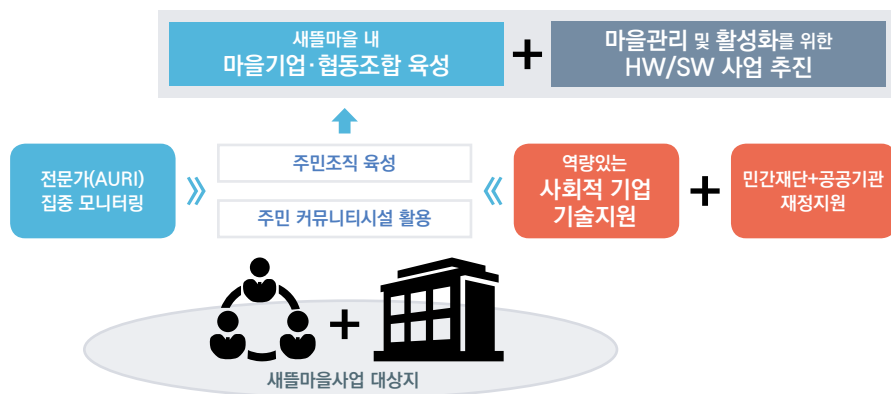 새뜰마을 내
마을기업·협동조합 육성
+
마을관리 및 활성화를 위한
HW/SW 사업 추진
전문가(AURI)
집중 모니터링
주민조직 육성
주민 커뮤니티시설 활용
역량있는
사회적 기업
기술지원
+
민간재단+공공기관
재정지원
+
새뜰마을사업 대상지